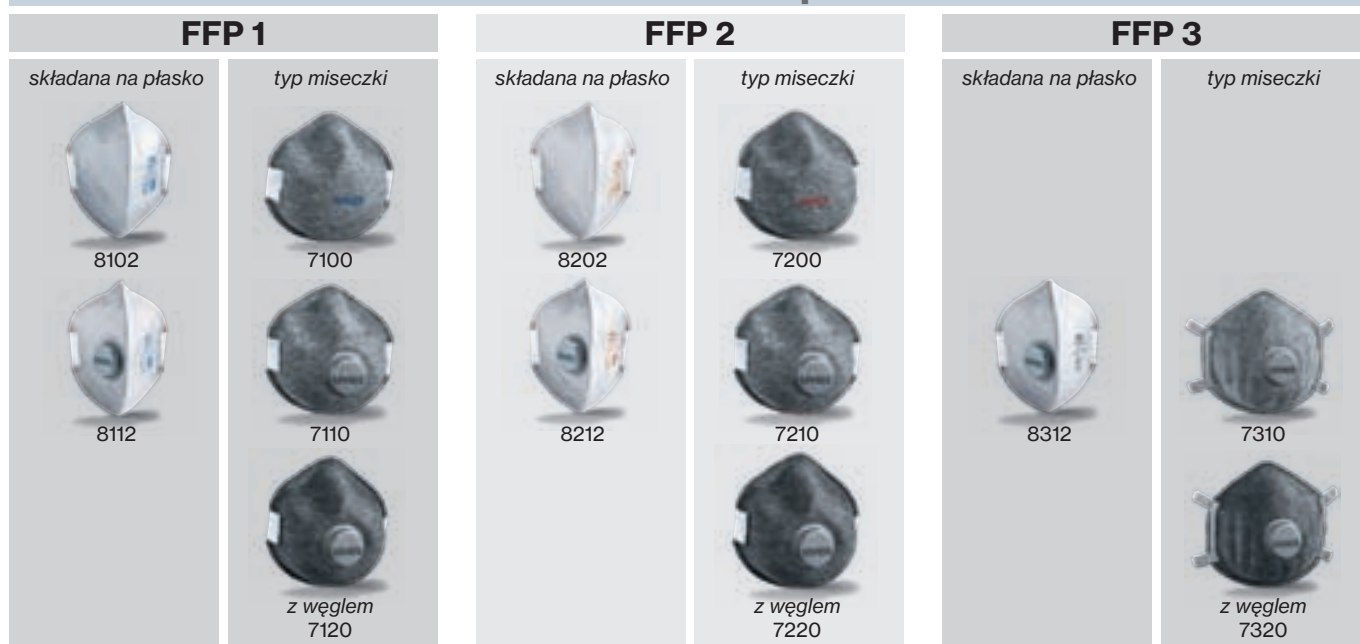 FFP 1
składana na płasko
typ miseczki
8102
7100
8112
7110
z węglem
7120
FFP 2
składana na płasko
typ miseczki
8202
7200
8212
7210
z węglem
7220
FFP 3
składana na płasko
typ miseczki
8312
7310
z węglem
7320